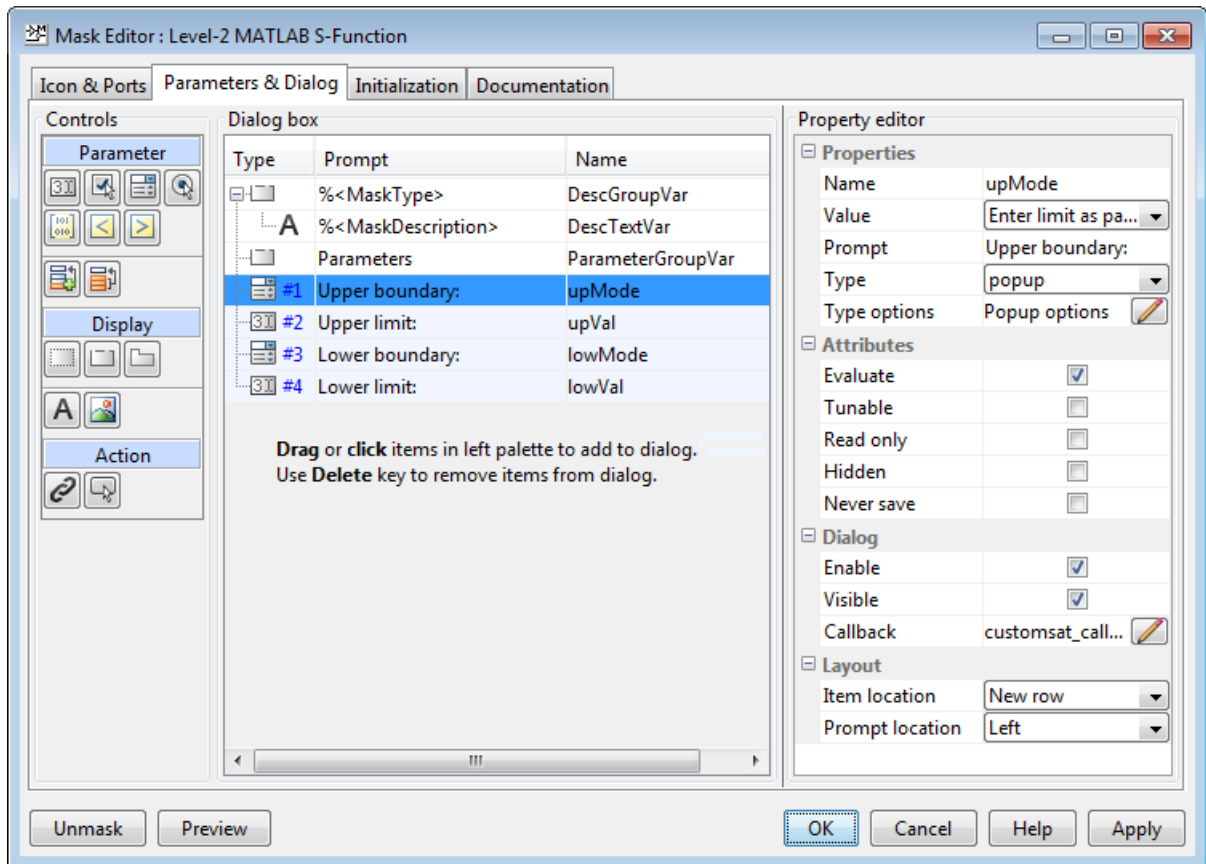 Mask Editor : Level-2 MATLAB S-Function
Icon & Ports Parameters & Dialog Initialization Documentation
Controls
Parameter
Display
A
Action
Dialog box
Type Prompt Name
%<MaskType> DescGroupVar
A %<MaskDescription> DescTextVar
Parameters ParameterGroupVar
#1 Upper boundary: upMode
#2 Upper limit: upVal
#3 Lower boundary: lowMode
#4 Lower limit: lowVal
Drag or click items in left palette to add to dialog.
Use Delete key to remove items from dialog.
Property editor
Properties
Name upMode
Value Enter limit as pa...
Prompt Upper boundary:
Type popup
Type options Popup options
Attributes
Evaluate
Tunable
Read only
Hidden
Never save
Dialog
Enable
Visible
Callback customsat_call...
Layout
Item location New row
Prompt location Left
Unmask Preview OK Cancel Help Apply